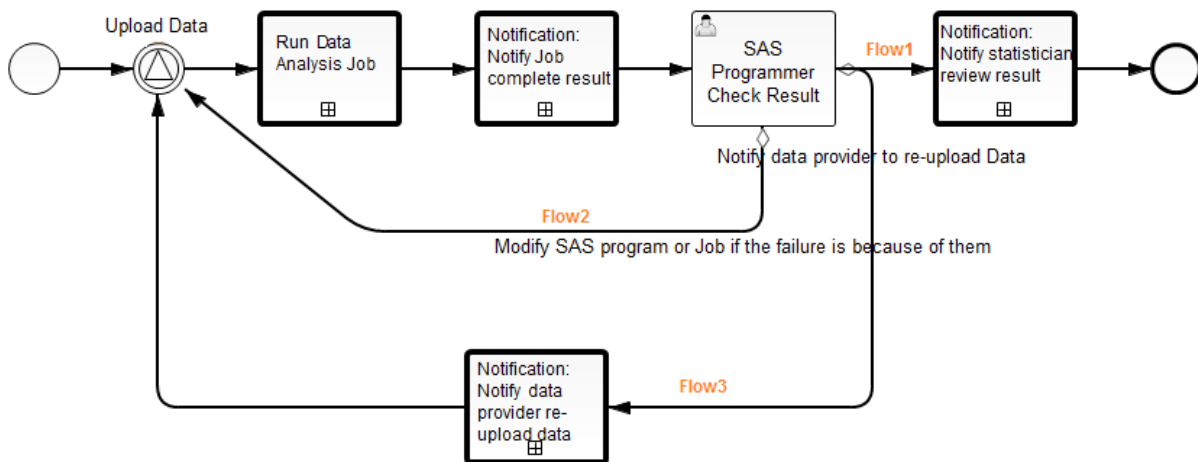 Upload Data
Run Data
Analysis Job
Notification:
Notify Job
complete result
SAS
Programmer
Check Result
Flow1
Notification:
Notify statistician
review result
Notify data provider to re-upload Data
Flow2
Modify SAS program or Job if the failure is because of them
Flow3
Notification:
Notify data
provider re-
upload data